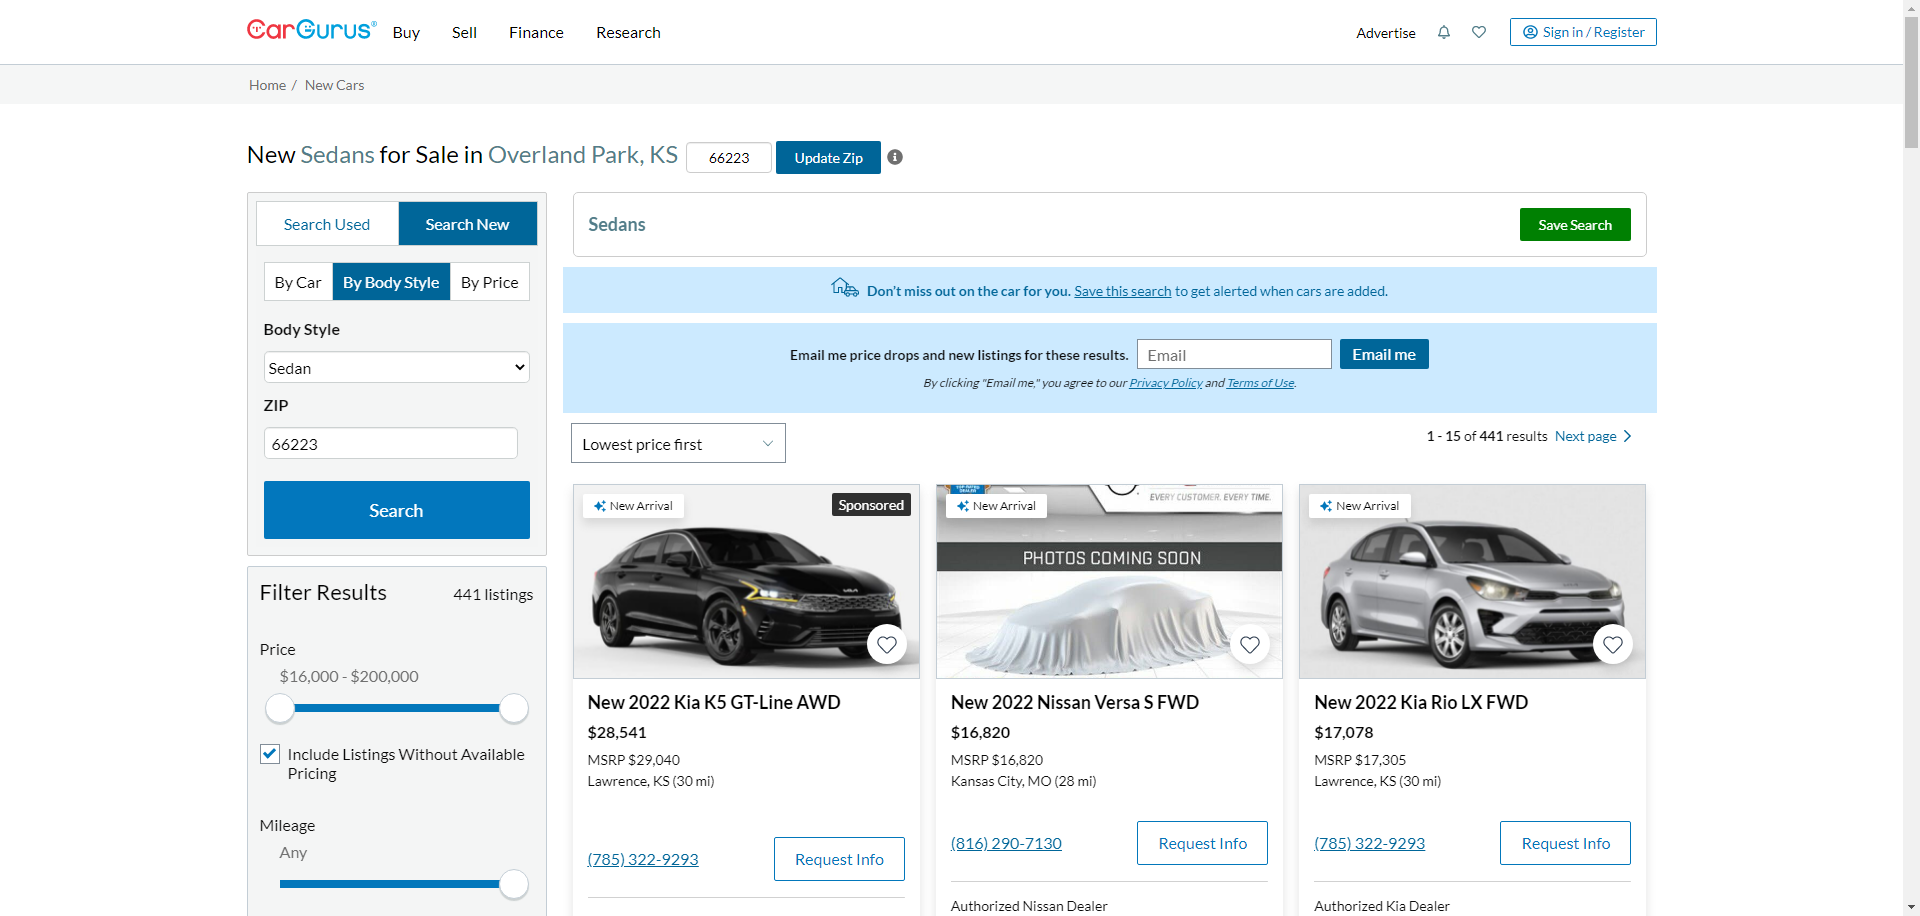 CarGurus®
Buy
Sell
Finance
Research
Advertise
Sign in / Register
Home / New Cars
New Sedans for Sale in Overland Park, KS
66223
Update Zip
Search Used
Search New
By Car
By Body Style
By Price
Body Style
Sedan
ZIP
66223
Search
Filter Results
441 listings
Price
$16,000 - $200,000
Include Listings Without Available
Pricing
Mileage
Any
Sedans
Save Search
Don't miss out on the car for you. Save this search to get alerted when cars are added.
Email me price drops and new listings for these results.
Email
Email me
By clicking "Email me," you agree to our Privacy Policy and Terms of Use.
Lowest price first
1 - 15 of 441 results
Next page
New Arrival
Sponsored
New 2022 Kia K5 GT-Line AWD
$28,541
MSRP $29,040
Lawrence, KS (30 mi)
(785) 322-9293
Request Info
EVERY CUSTOMER. EVERY TIME.
New Arrival
PHOTOS COMING SOON
New 2022 Nissan Versa S FWD
$16,820
MSRP $16,820
Kansas City, MO (28 mi)
(816) 290-7130
Request Info
Authorized Nissan Dealer
New Arrival
New 2022 Kia Rio LX FWD
$17,078
MSRP $17,305
Lawrence, KS (30 mi)
(785) 322-9293
Request Info
Authorized Kia Dealer